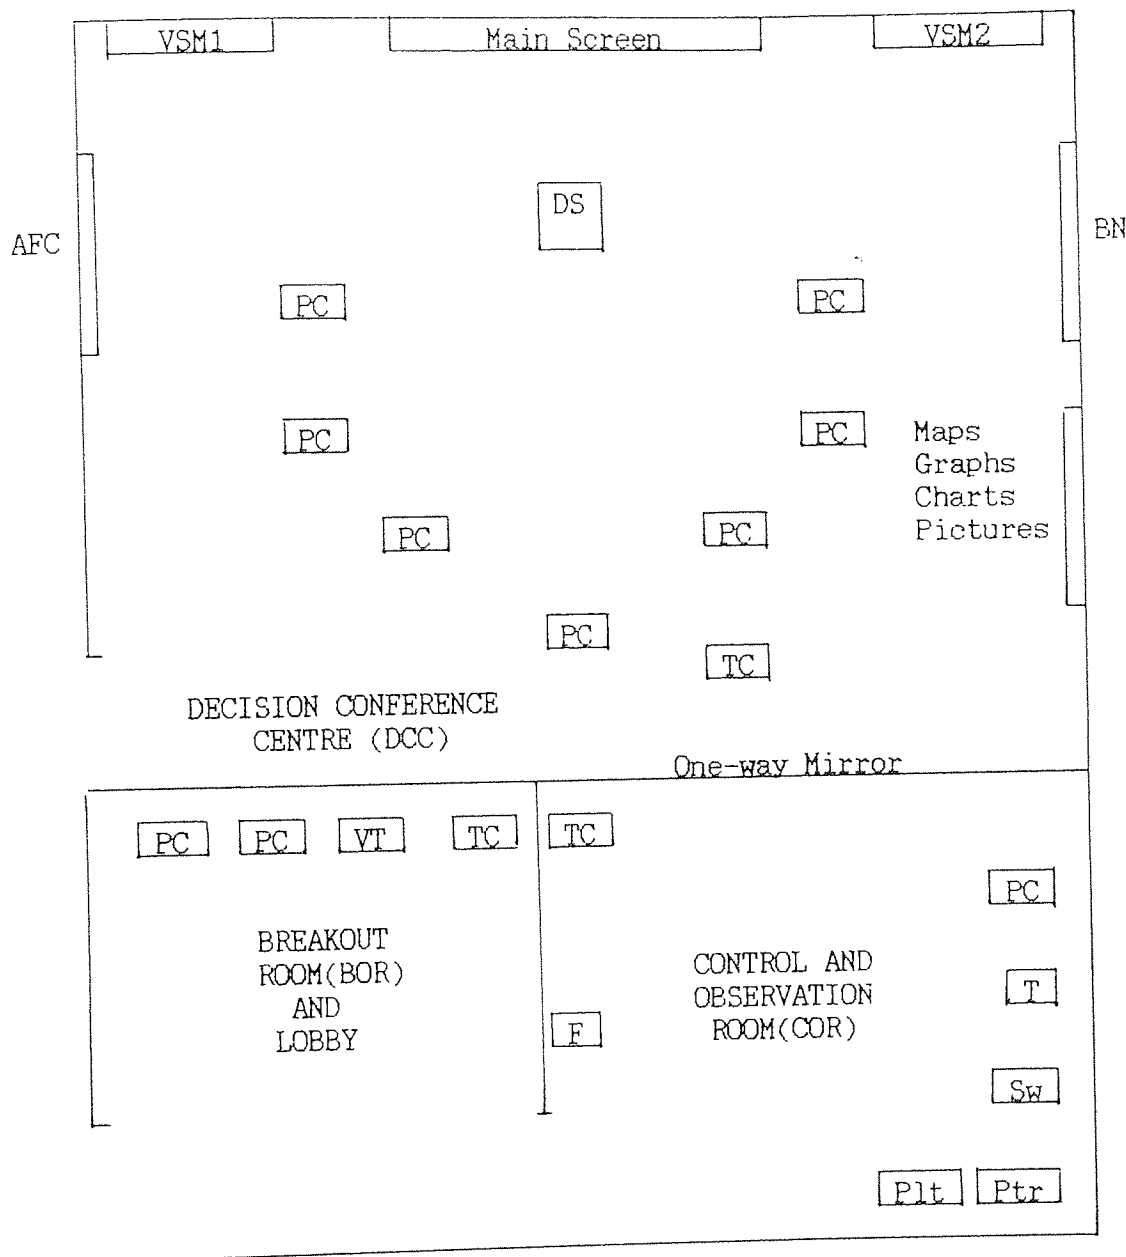 VSM1 Main Screen VSM2
DS
AFC BN
PC PC
PC PC
Maps
Graphs
Charts
Pictures
PC PC
PC
TC
DECISION CONFERENCE
CENTRE (DCC)
One-way Mirror
PC PC VT TC TC
PC
BREAKOUT
ROOM(BOR)
AND
LOBBY
CONTROL AND
OBSERVATION
ROOM(COR)
T
F
Sw
Plt Ptr